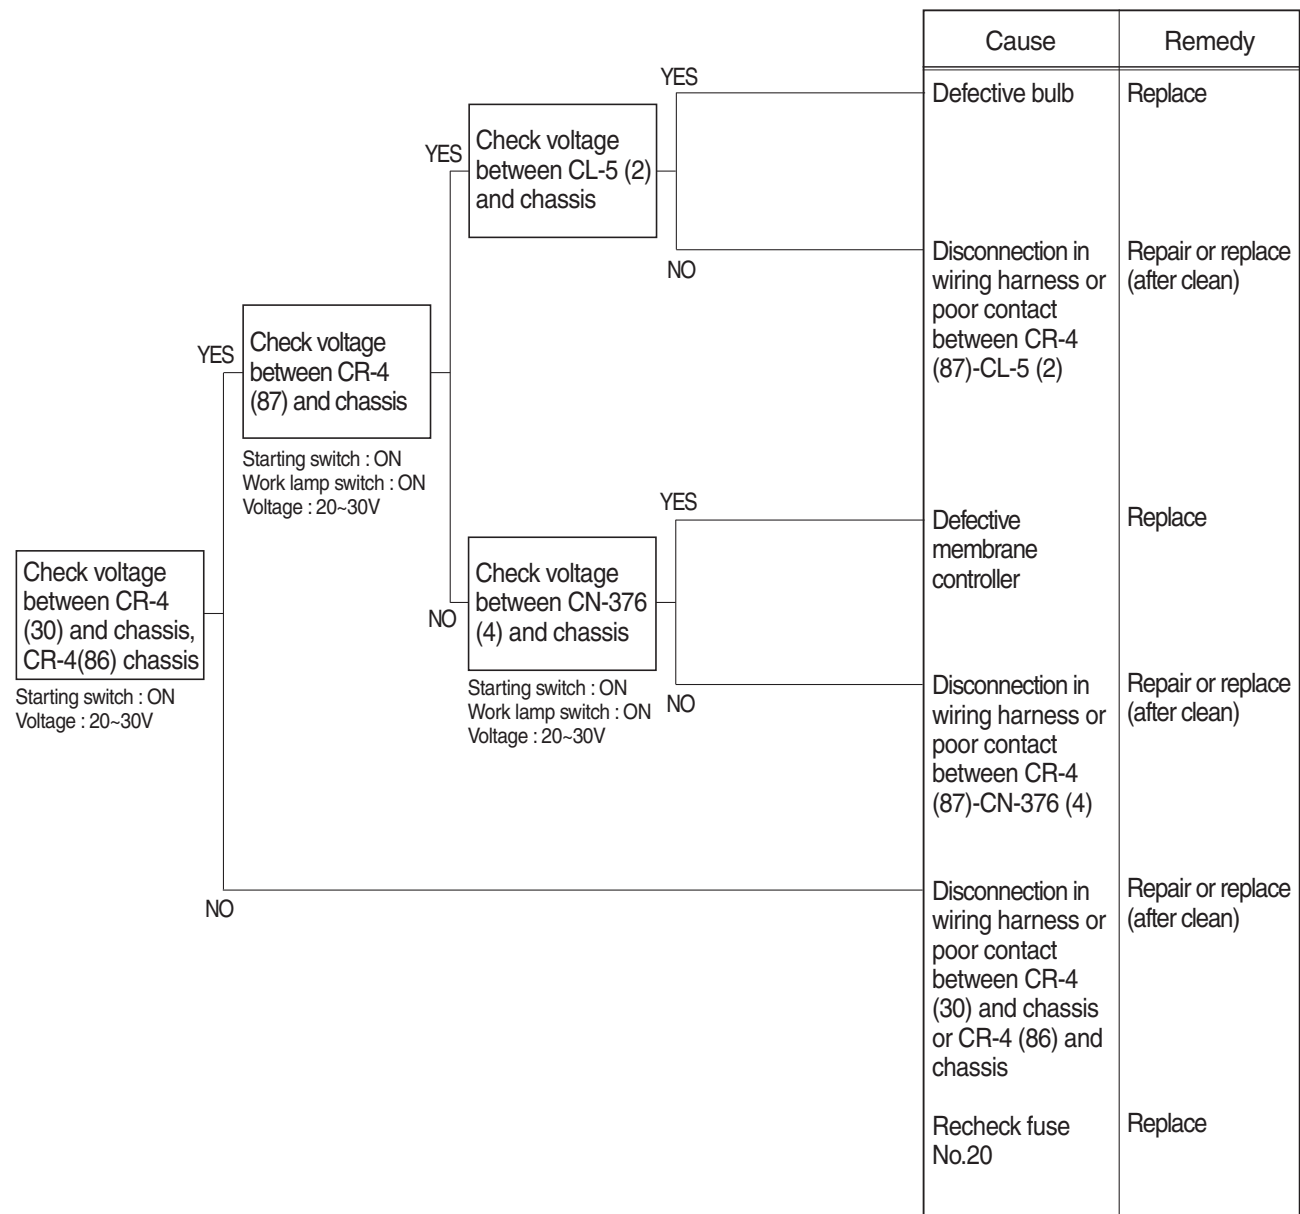 Cause
Remedy
YES
Defective bulb
Replace
Check voltage
between CL-5 (2)
and chassis
YES
NO
Disconnection in
wiring harness or
poor contact
between CR-4
(87)-CL-5 (2)
Repair or replace
(after clean)
YES
Check voltage
between CR-4
(87) and chassis
Starting switch : ON
Work lamp switch : ON
Voltage : 20~30V
YES
Defective
membrane
controller
Replace
Check voltage
between CR-4
(30) and chassis,
CR-4(86) chassis
Starting switch : ON
Voltage : 20~30V
NO
Check voltage
between CN-376
(4) and chassis
Starting switch : ON
Work lamp switch : ON
Voltage : 20~30V
NO
Disconnection in
wiring harness or
poor contact
between CR-4
(87)-CN-376 (4)
Repair or replace
(after clean)
NO
Disconnection in
wiring harness or
poor contact
between CR-4
(30) and chassis
or CR-4 (86) and
chassis
Repair or replace
(after clean)
Recheck fuse
No.20
Replace